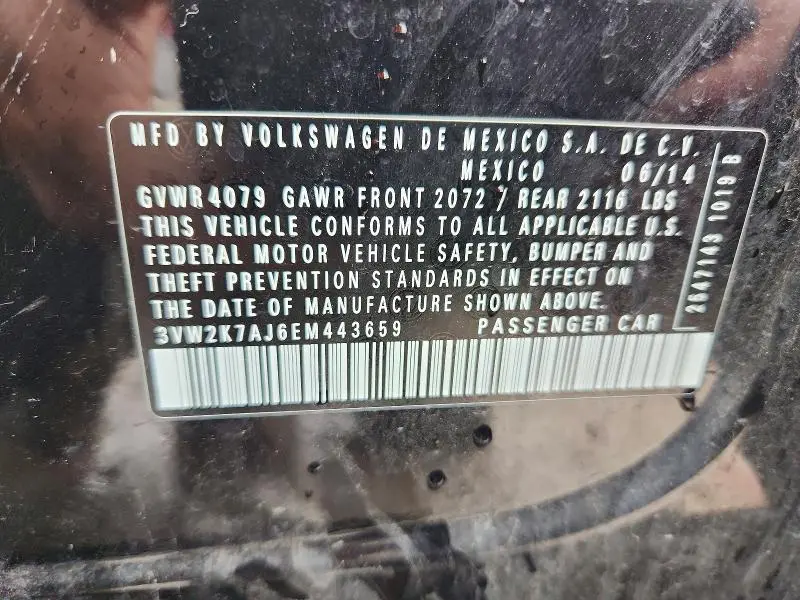 MFD BY VOLKSWAGEN DE MEXICO S.A. DE C.V.
MEXICO 06/14
GVWR 4079 GAWR FRONT 2072 / REAR 2116 LBS
THIS VEHICLE CONFORMS TO ALL APPLICABLE U.S.
FEDERAL MOTOR VEHICLE SAFETY, BUMPER AND
THEFT PREVENTION STANDARDS IN EFFECT ON
THE DATE OF MANUFACTURE SHOWN ABOVE.
3VW2K7AJ6EM443659 PASSENGER CAR
2647143 1019 B